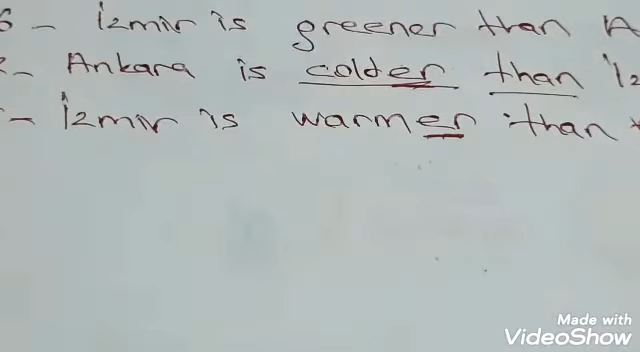 6 - İzmir is greener than A
- Ankara is colder than İz
- İzmir is warmer than
Made with
VideoShow